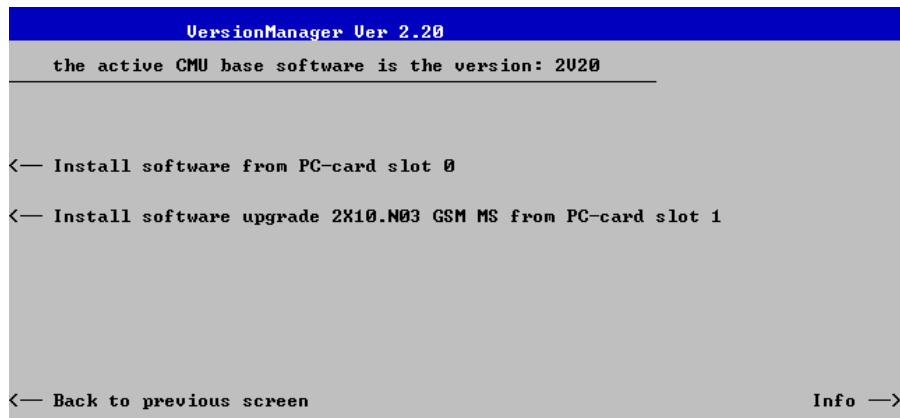 VersionManager Ver 2.20
the active CMU base software is the version: 2V20
<— Install software from PC-card slot 0
<— Install software upgrade 2X10.N03 GSM MS from PC-card slot 1
<— Back to previous screen
Info —>